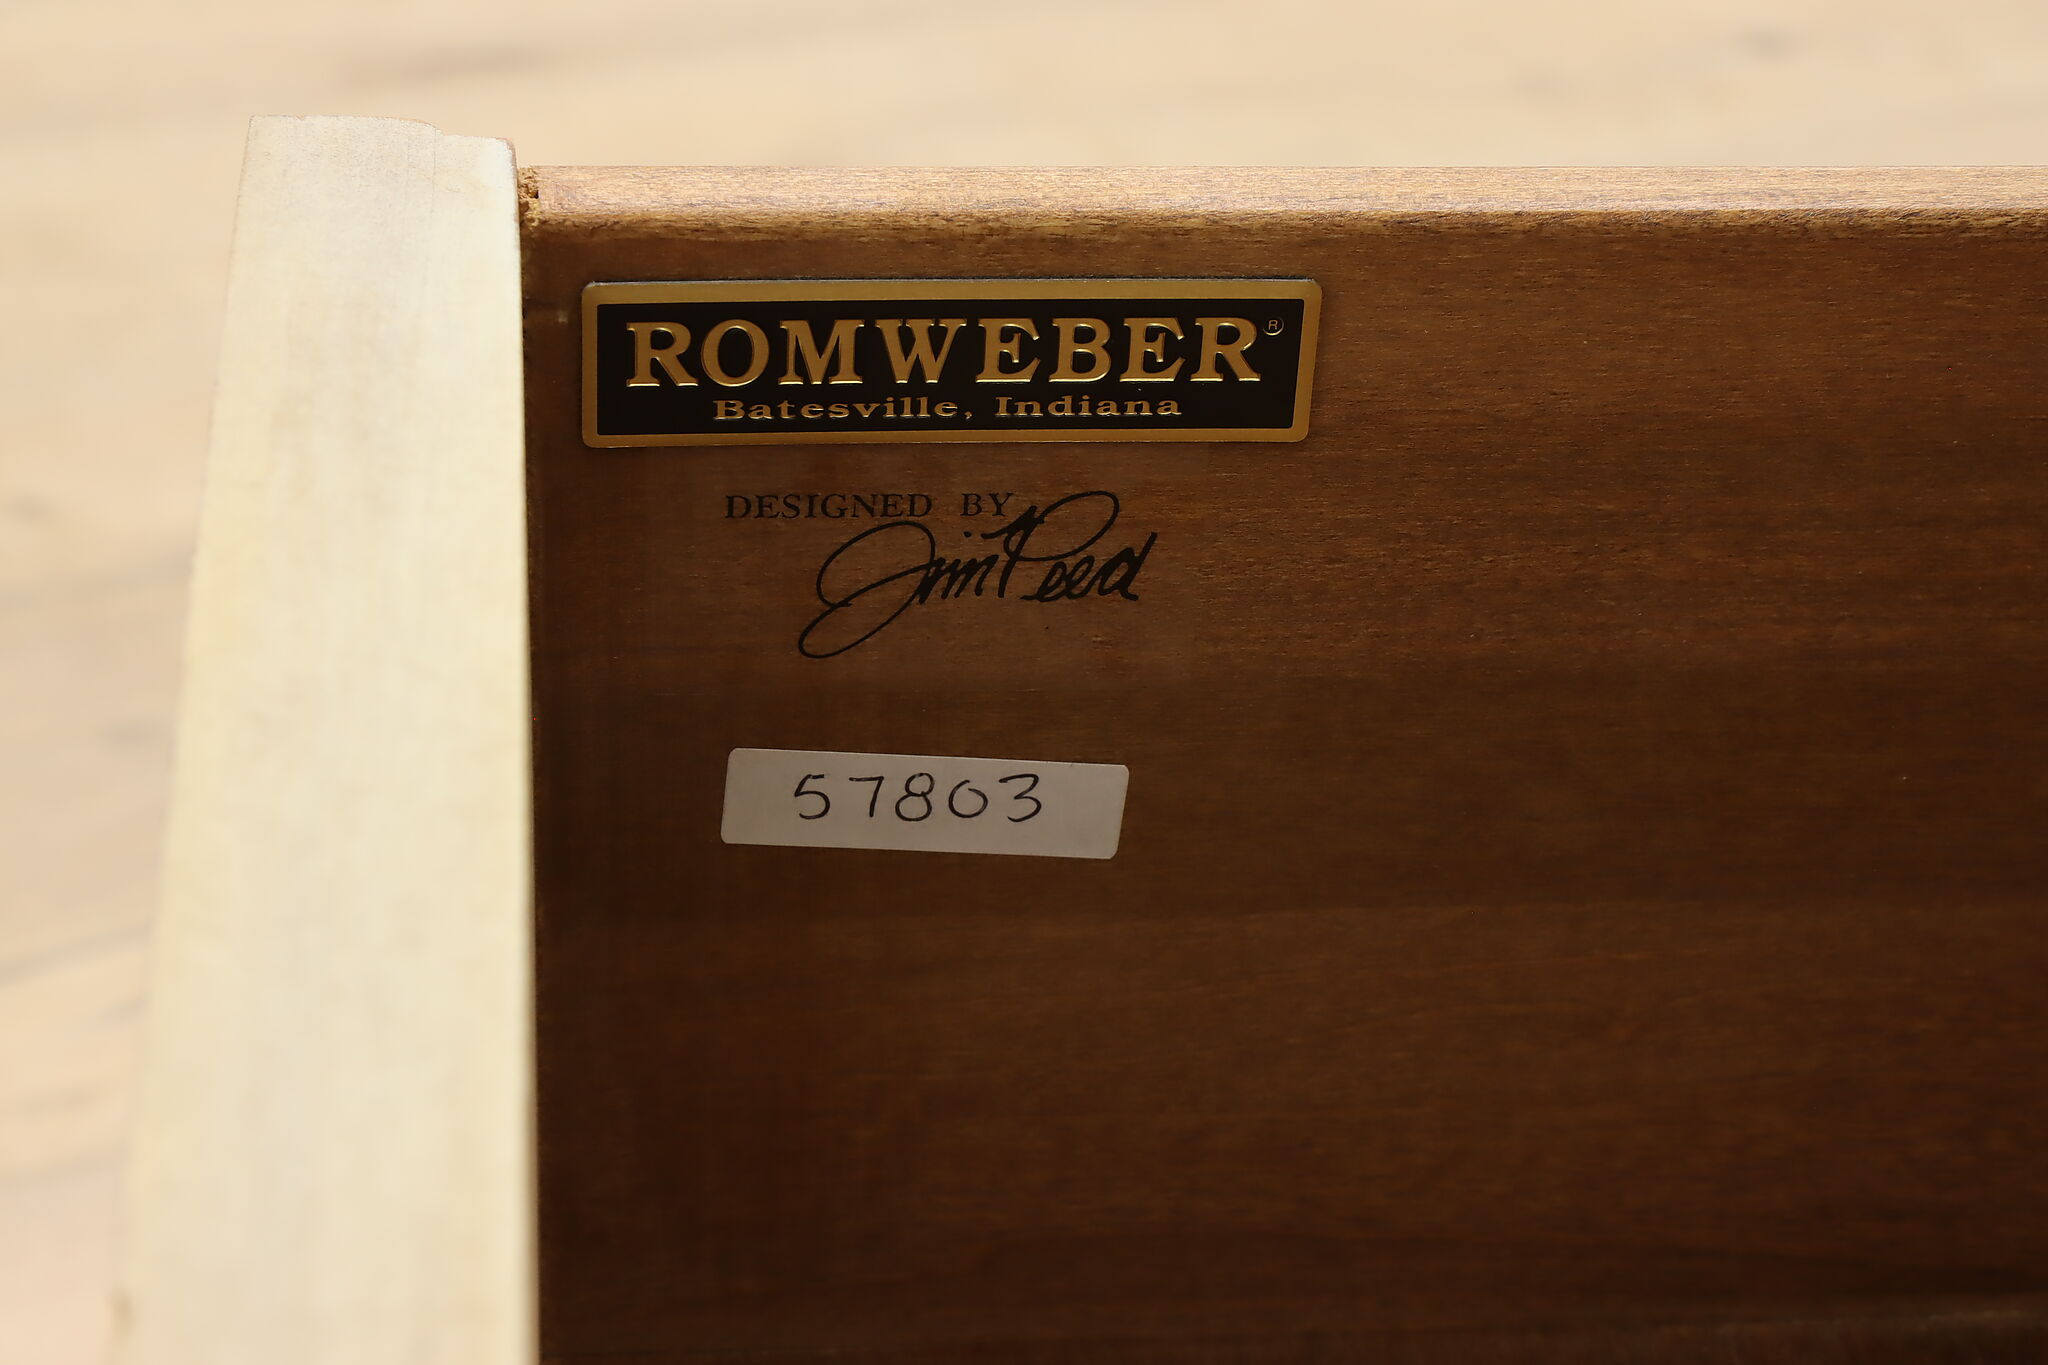 ROMWEBER®
Batesville, Indiana
DESIGNED BY
Jim Peed
57803